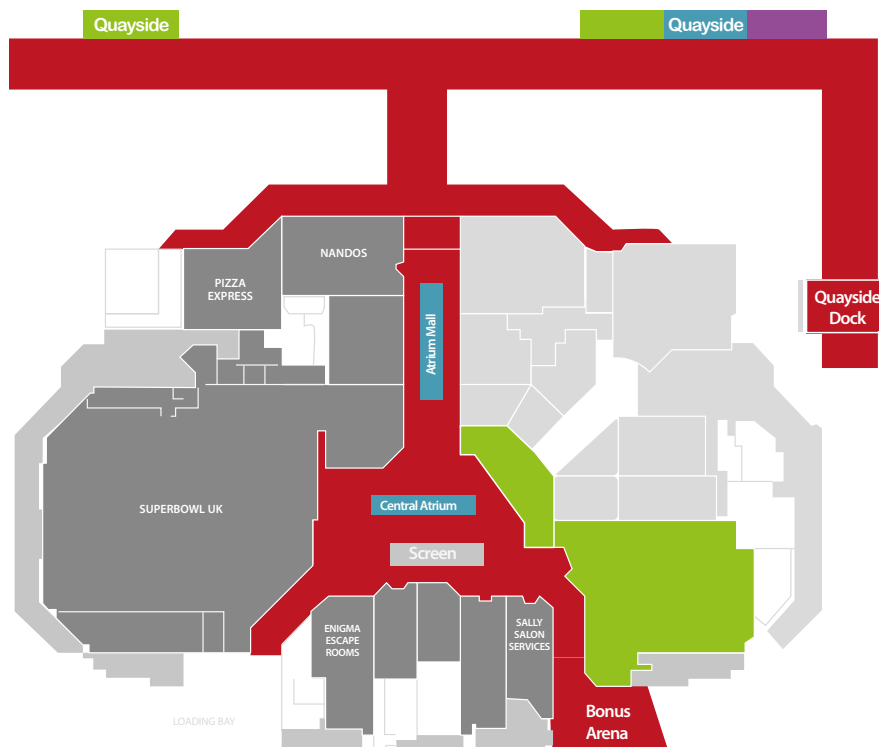 Quayside
Quayside
NANDOS
PIZZA
EXPRESS
Atrium Mall
Quayside
Dock
SUPERBOWL UK
Central Atrium
Screen
ENIGMA
ESCAPE
ROOMS
SALLY
SALON
SERVICES
LOADING BAY
Bonus
Arena